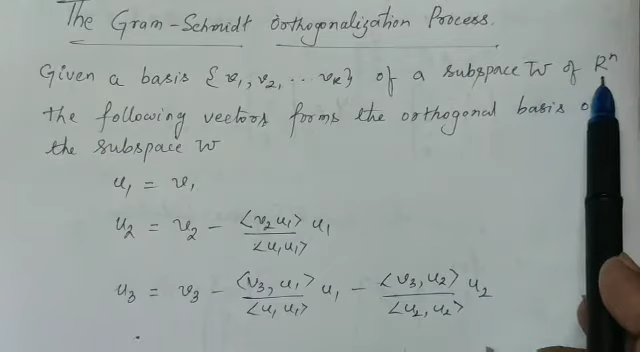 The Gram-Schmidt Orthogonalization Process.
Given a basis {v₁, v₂, ... vₖ} of a subspace W of Rⁿ
the following vectors forms the orthogonal basis o
the subspace W
u₁ = v₁
u₂ = v₂ - <v₂ u₁> / <u₁ u₁> u₁
u₃ = v₃ - <v₃, u₁> / <u₁ u₁> u₁ - <v₃, u₂> / <u₂, u₂> u₂